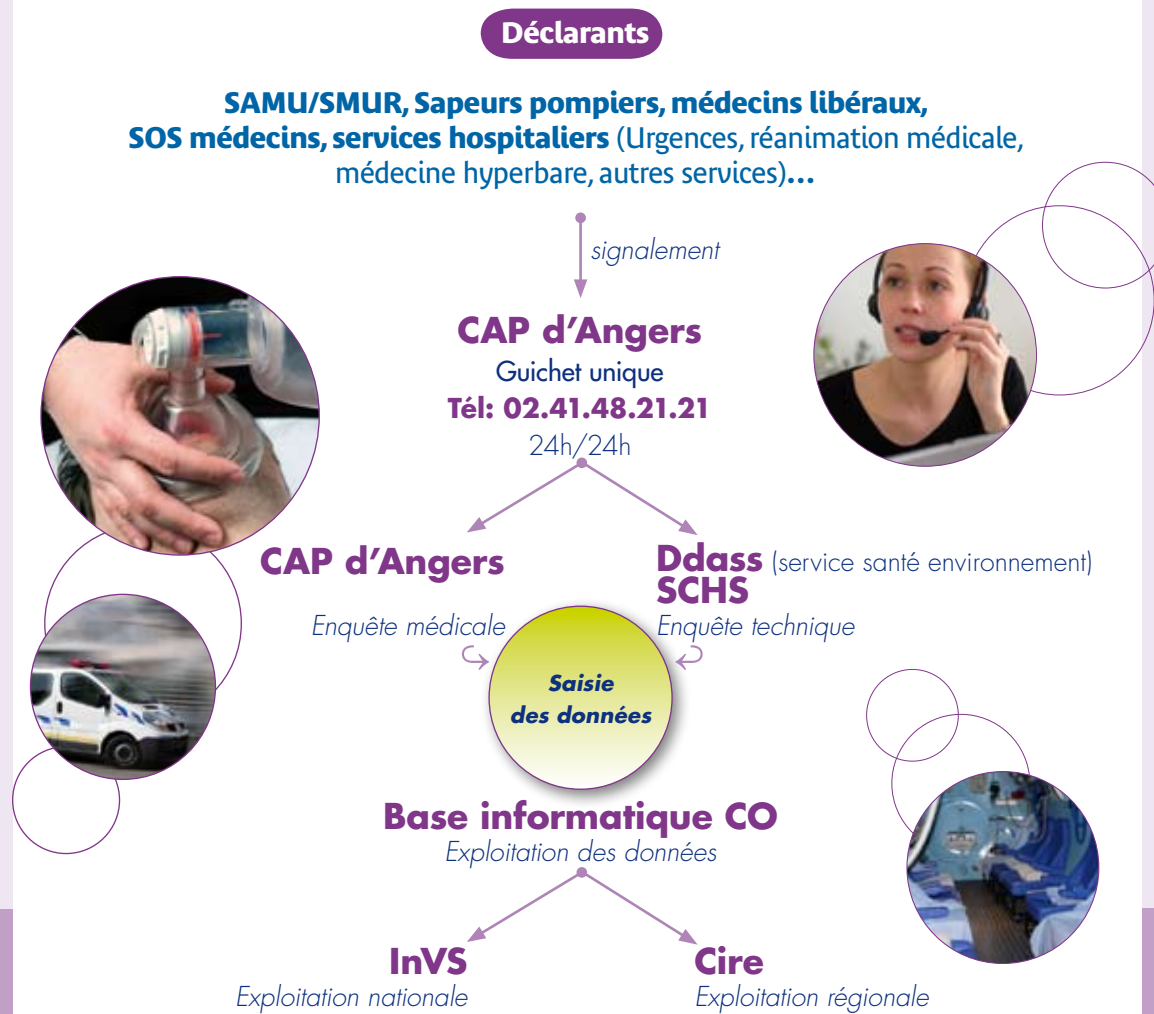 Déclarants
SAMU/SMUR, Sapeurs pompiers, médecins libéraux,
SOS médecins, services hospitaliers (Urgences, réanimation médicale,
médecine hyperbare, autres services)...
signalement
CAP d'Angers
Guichet unique
Tél: 02.41.48.21.21
24h/24h
CAP d'Angers
Enquête médicale
Ddass (service santé environnement)
SCHS
Enquête technique
Saisie
des données
Base informatique CO
Exploitation des données
InVS
Exploitation nationale
Cire
Exploitation régionale